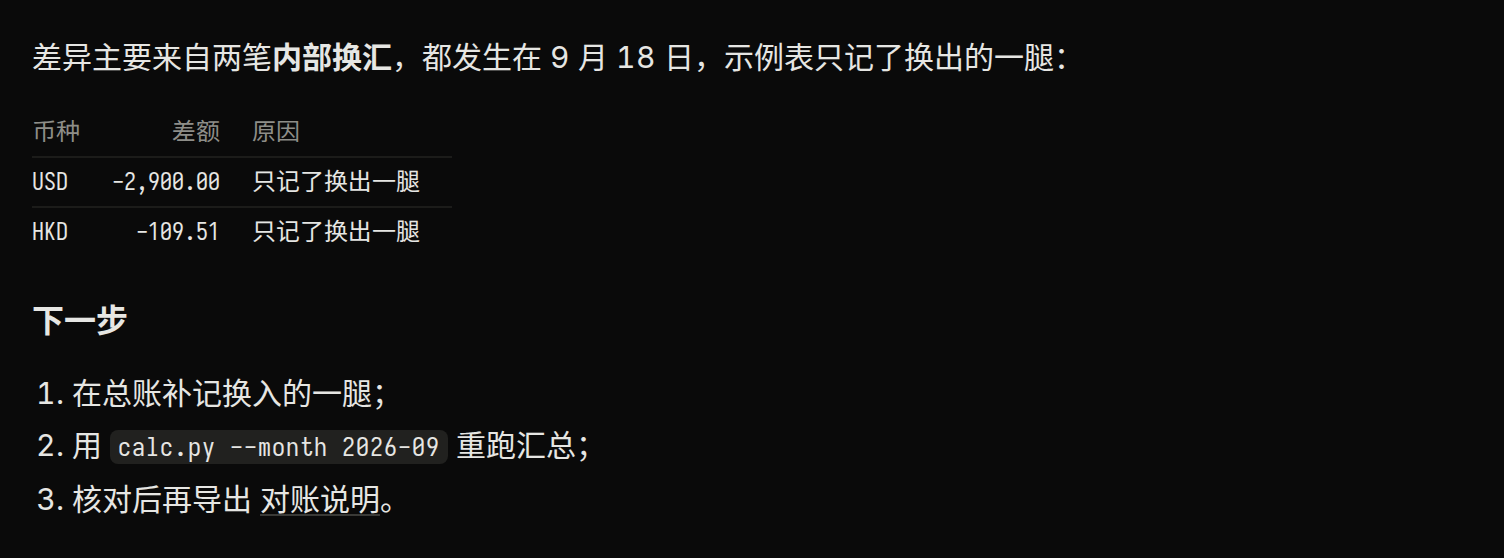 差异主要来自两笔内部换汇，都发生在 9 月 18 日，示例表只记了换出的一腿：
币种 差额 原因
USD -2,900.00 只记了换出一腿
HKD -109.51 只记了换出一腿
下一步
1. 在总账补记换入的一腿；
2. 用 calc.py --month 2026-09 重跑汇总；
3. 核对后再导出 对账说明。